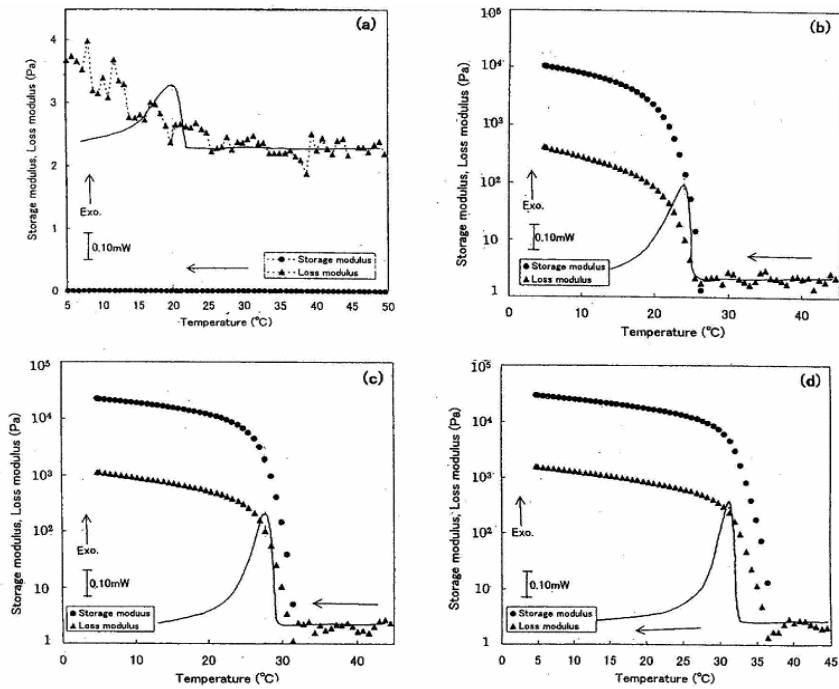 (a)
Storage modulus, Loss modulus (Pa)
4
3
2
1
0
Exo.
0.10mW
Storage modulus
Loss modulus
5 10 15 20 25 30 35 40 45 50
Temperature (°C)
(b)
Storage modulus, Loss modulus (Pa)
10⁵
10⁴
10³
10²
10
1
Exo.
0.10mW
Storage modulus
Loss modulus
0 10 20 30 40
Temperature (°C)
(c)
Storage modulus, Loss modulus (Pa)
10⁵
10⁴
10³
10²
10
1
Exo.
0.10mW
Storage moduus
Loss modulus
0 10 20 30 40
Temperature (°C)
(d)
Storage modulus, Loss modulus (Pa)
10⁵
10⁴
10³
10²
10
1
Exo.
0.10mW
Storage modulus
Loss modulus
0 5 10 15 20 25 30 35 40 45
Temperature (°C)